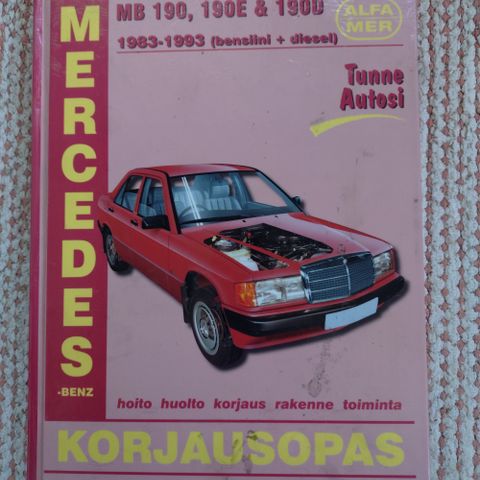 MERCEDES
-BENZ
MB 190, 190E & 190D
1983-1993 (bensiini + diesel)
ALFA
MER
Tunne
Autosi
hoito huolto korjaus rakenne toiminta
KORJAUSOPAS